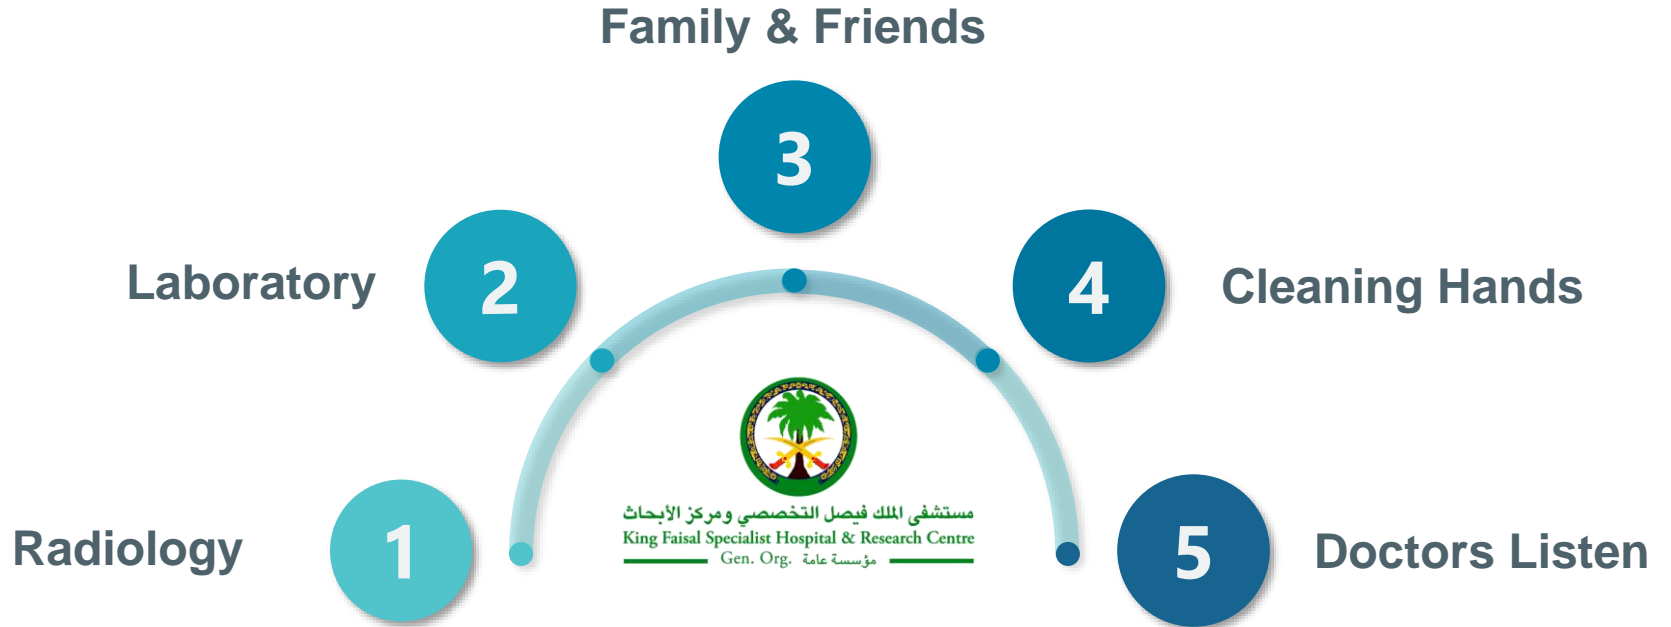 Family & Friends
3
Laboratory
2
4
Cleaning Hands
مستشفى الملك فيصل التخصصي ومركز الأبحاث
King Faisal Specialist Hospital & Research Centre
Gen. Org. مؤسسة عامة
Radiology
1
5
Doctors Listen